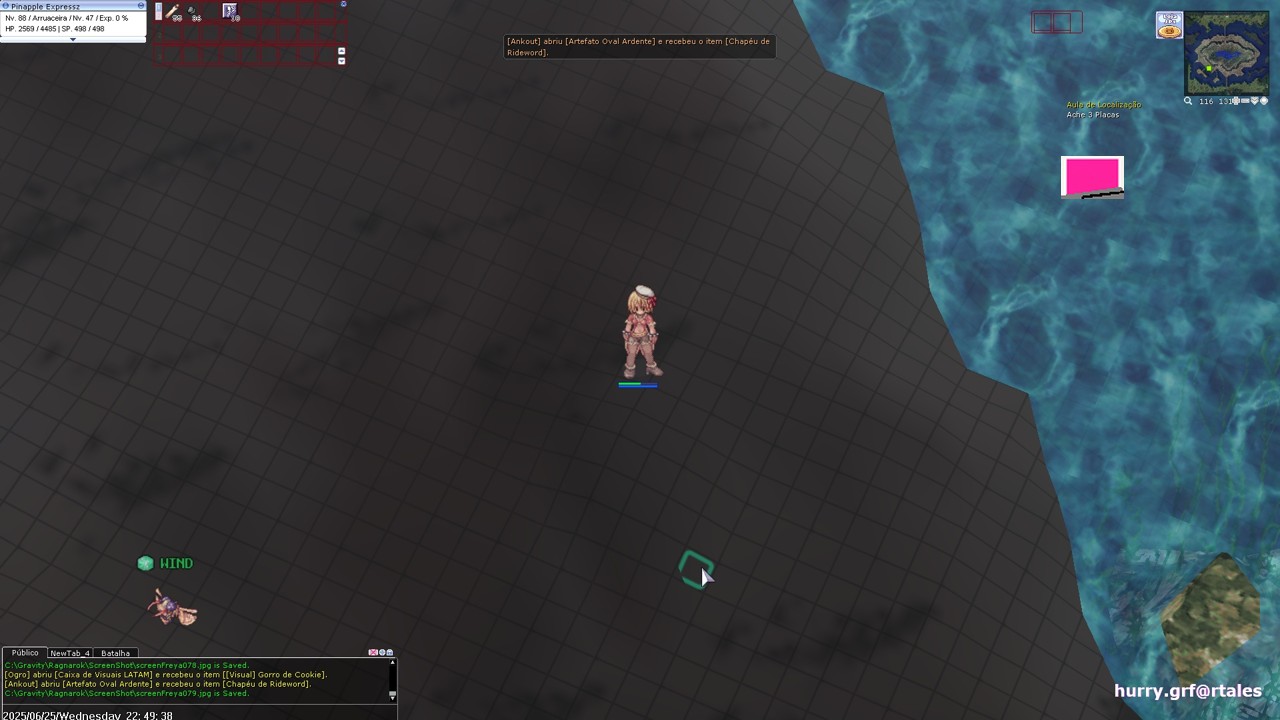 Pinapple Expressz
Nv. 88 / Arruaceira / Nv. 47 / Exp. 0 %
HP. 2569 / 4485 | SP. 498 / 498
[Ankout] abriu [Artefato Oval Ardente] e recebeu o item [Chapéu de
Rideword].
116 131
Aula de Localização
Ache 3 Placas
WIND
Público NewTab_4 Batalha
C:\Gravity\Ragnarok\ScreenShot\screenFreya078.jpg is Saved.
[Ogro] abriu [Caixa de Visuais LATAM] e recebeu o item [[Visual] Gorro de Cookie].
[Ankout] abriu [Artefato Oval Ardente] e recebeu o item [Chapéu de Rideword].
C:\Gravity\Ragnarok\ScreenShot\screenFreya079.jpg is Saved.
2025/06/25/Wednesday 22:49:38
hurry.grf@rtales